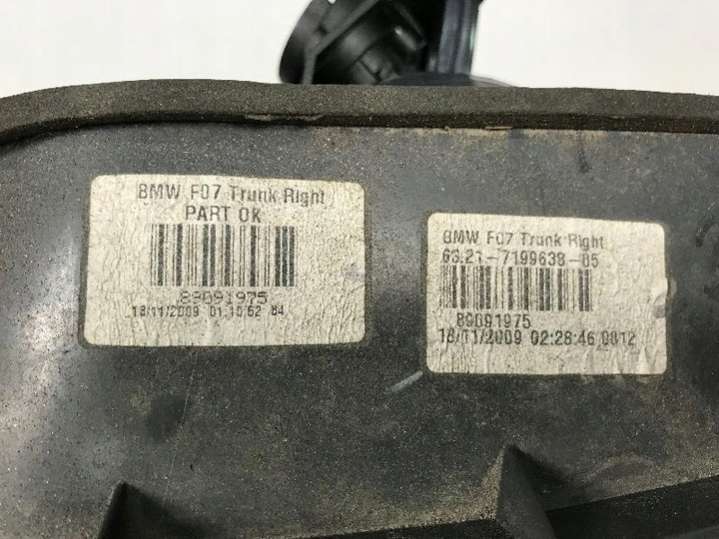 BMW F07 Trunk Right
PART OK
89091975
18/11/2009 01:10:52 84
BMW F07 Trunk Right
63.21-7199638-05
89091975
18/11/2009 02:28:46 0812